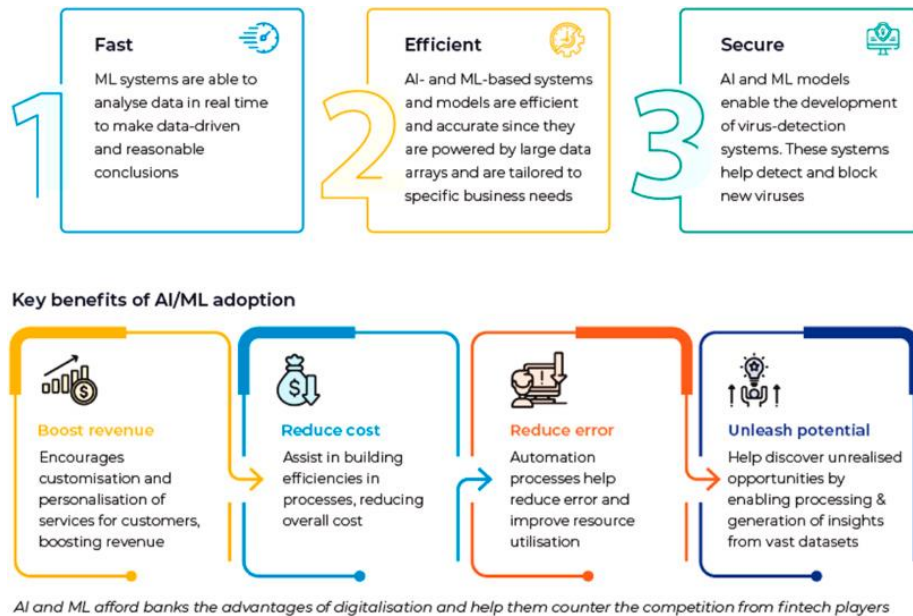 1
Fast
ML systems are able to
analyse data in real time
to make data-driven
and reasonable
conclusions
2
Efficient
AI- and ML-based systems
and models are efficient
and accurate since they
are powered by large data
arrays and are tailored to
specific business needs
3
Secure
AI and ML models
enable the development
of virus-detection
systems. These systems
help detect and block
new viruses
Key benefits of AI/ML adoption
$
Boost revenue
Encourages
customisation and
personalisation of
services for customers,
boosting revenue
$
Reduce cost
Assist in building
efficiencies in
processes, reducing
overall cost
!
Reduce error
Automation
processes help
reduce error and
improve resource
utilisation
Unleash potential
Help discover unrealised
opportunities by
enabling processing &
generation of insights
from vast datasets
AI and ML afford banks the advantages of digitalisation and help them counter the competition from fintech players